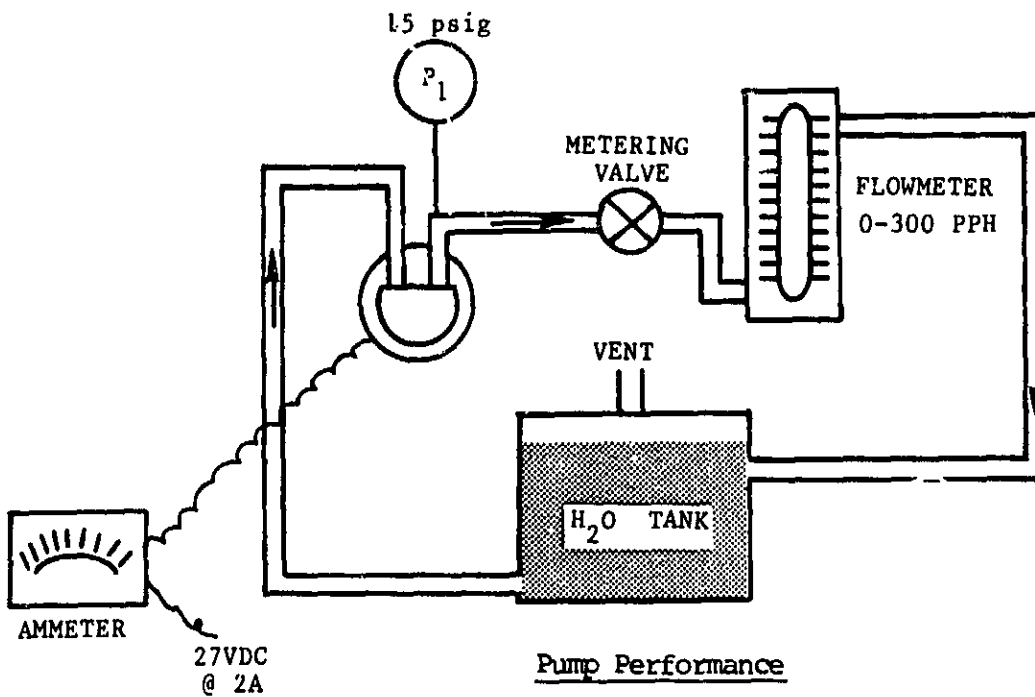 15 psig
P1
METERING
VALVE
FLOWMETER
0-300 PPH
VENT
H2O TANK
AMMETER
27VDC
@ 2A
Pump Performance